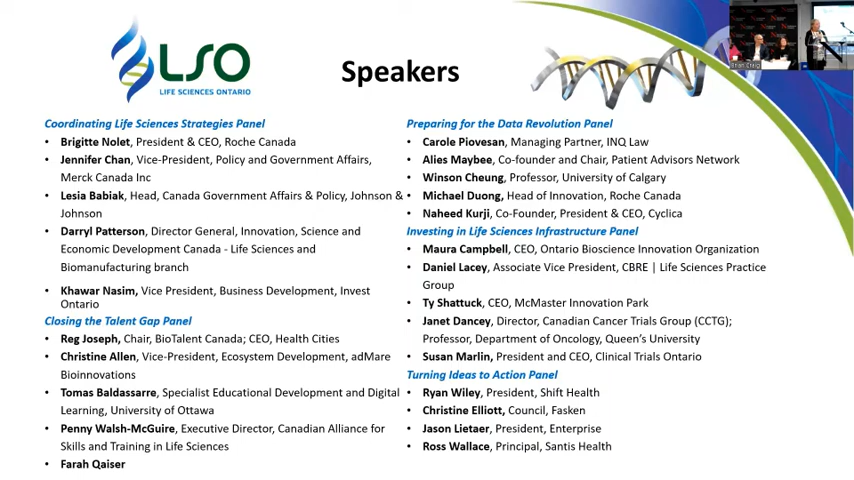 LSO
LIFE SCIENCES ONTARIO
Speakers
Coordinating Life Sciences Strategies Panel
• Brigitte Nolet, President & CEO, Roche Canada
• Jennifer Chan, Vice-President, Policy and Government Affairs,
Merck Canada Inc
• Lesia Babiak, Head, Canada Government Affairs & Policy, Johnson &
Johnson
• Darryl Patterson, Director General, Innovation, Science and
Economic Development Canada - Life Sciences and
Biomanufacturing branch
• Khawar Nasim, Vice President, Business Development, Invest
Ontario
Closing the Talent Gap Panel
• Reg Joseph, Chair, BioTalent Canada; CEO, Health Cities
• Christine Allen, Vice-President, Ecosystem Development, adMare
Bioinnovations
• Tomas Baldassarre, Specialist Educational Development and Digital
Learning, University of Ottawa
• Penny Walsh-McGuire, Executive Director, Canadian Alliance for
Skills and Training in Life Sciences
• Farah Qaiser
Preparing for the Data Revolution Panel
• Carole Piovesan, Managing Partner, INQ Law
• Alies Maybee, Co-founder and Chair, Patient Advisors Network
• Winson Cheung, Professor, University of Calgary
• Michael Duong, Head of Innovation, Roche Canada
• Naheed Kurji, Co-Founder, President & CEO, Cyclica
Investing in Life Sciences Infrastructure Panel
• Maura Campbell, CEO, Ontario Bioscience Innovation Organization
• Daniel Lacey, Associate Vice President, CBRE | Life Sciences Practice
Group
• Ty Shattuck, CEO, McMaster Innovation Park
• Janet Dancey, Director, Canadian Cancer Trials Group (CCTG);
Professor, Department of Oncology, Queen's University
• Susan Marlin, President and CEO, Clinical Trials Ontario
Turning Ideas to Action Panel
• Ryan Wiley, President, Shift Health
• Christine Elliott, Council, Fasken
• Jason Lietaer, President, Enterprise
• Ross Wallace, Principal, Santis Health